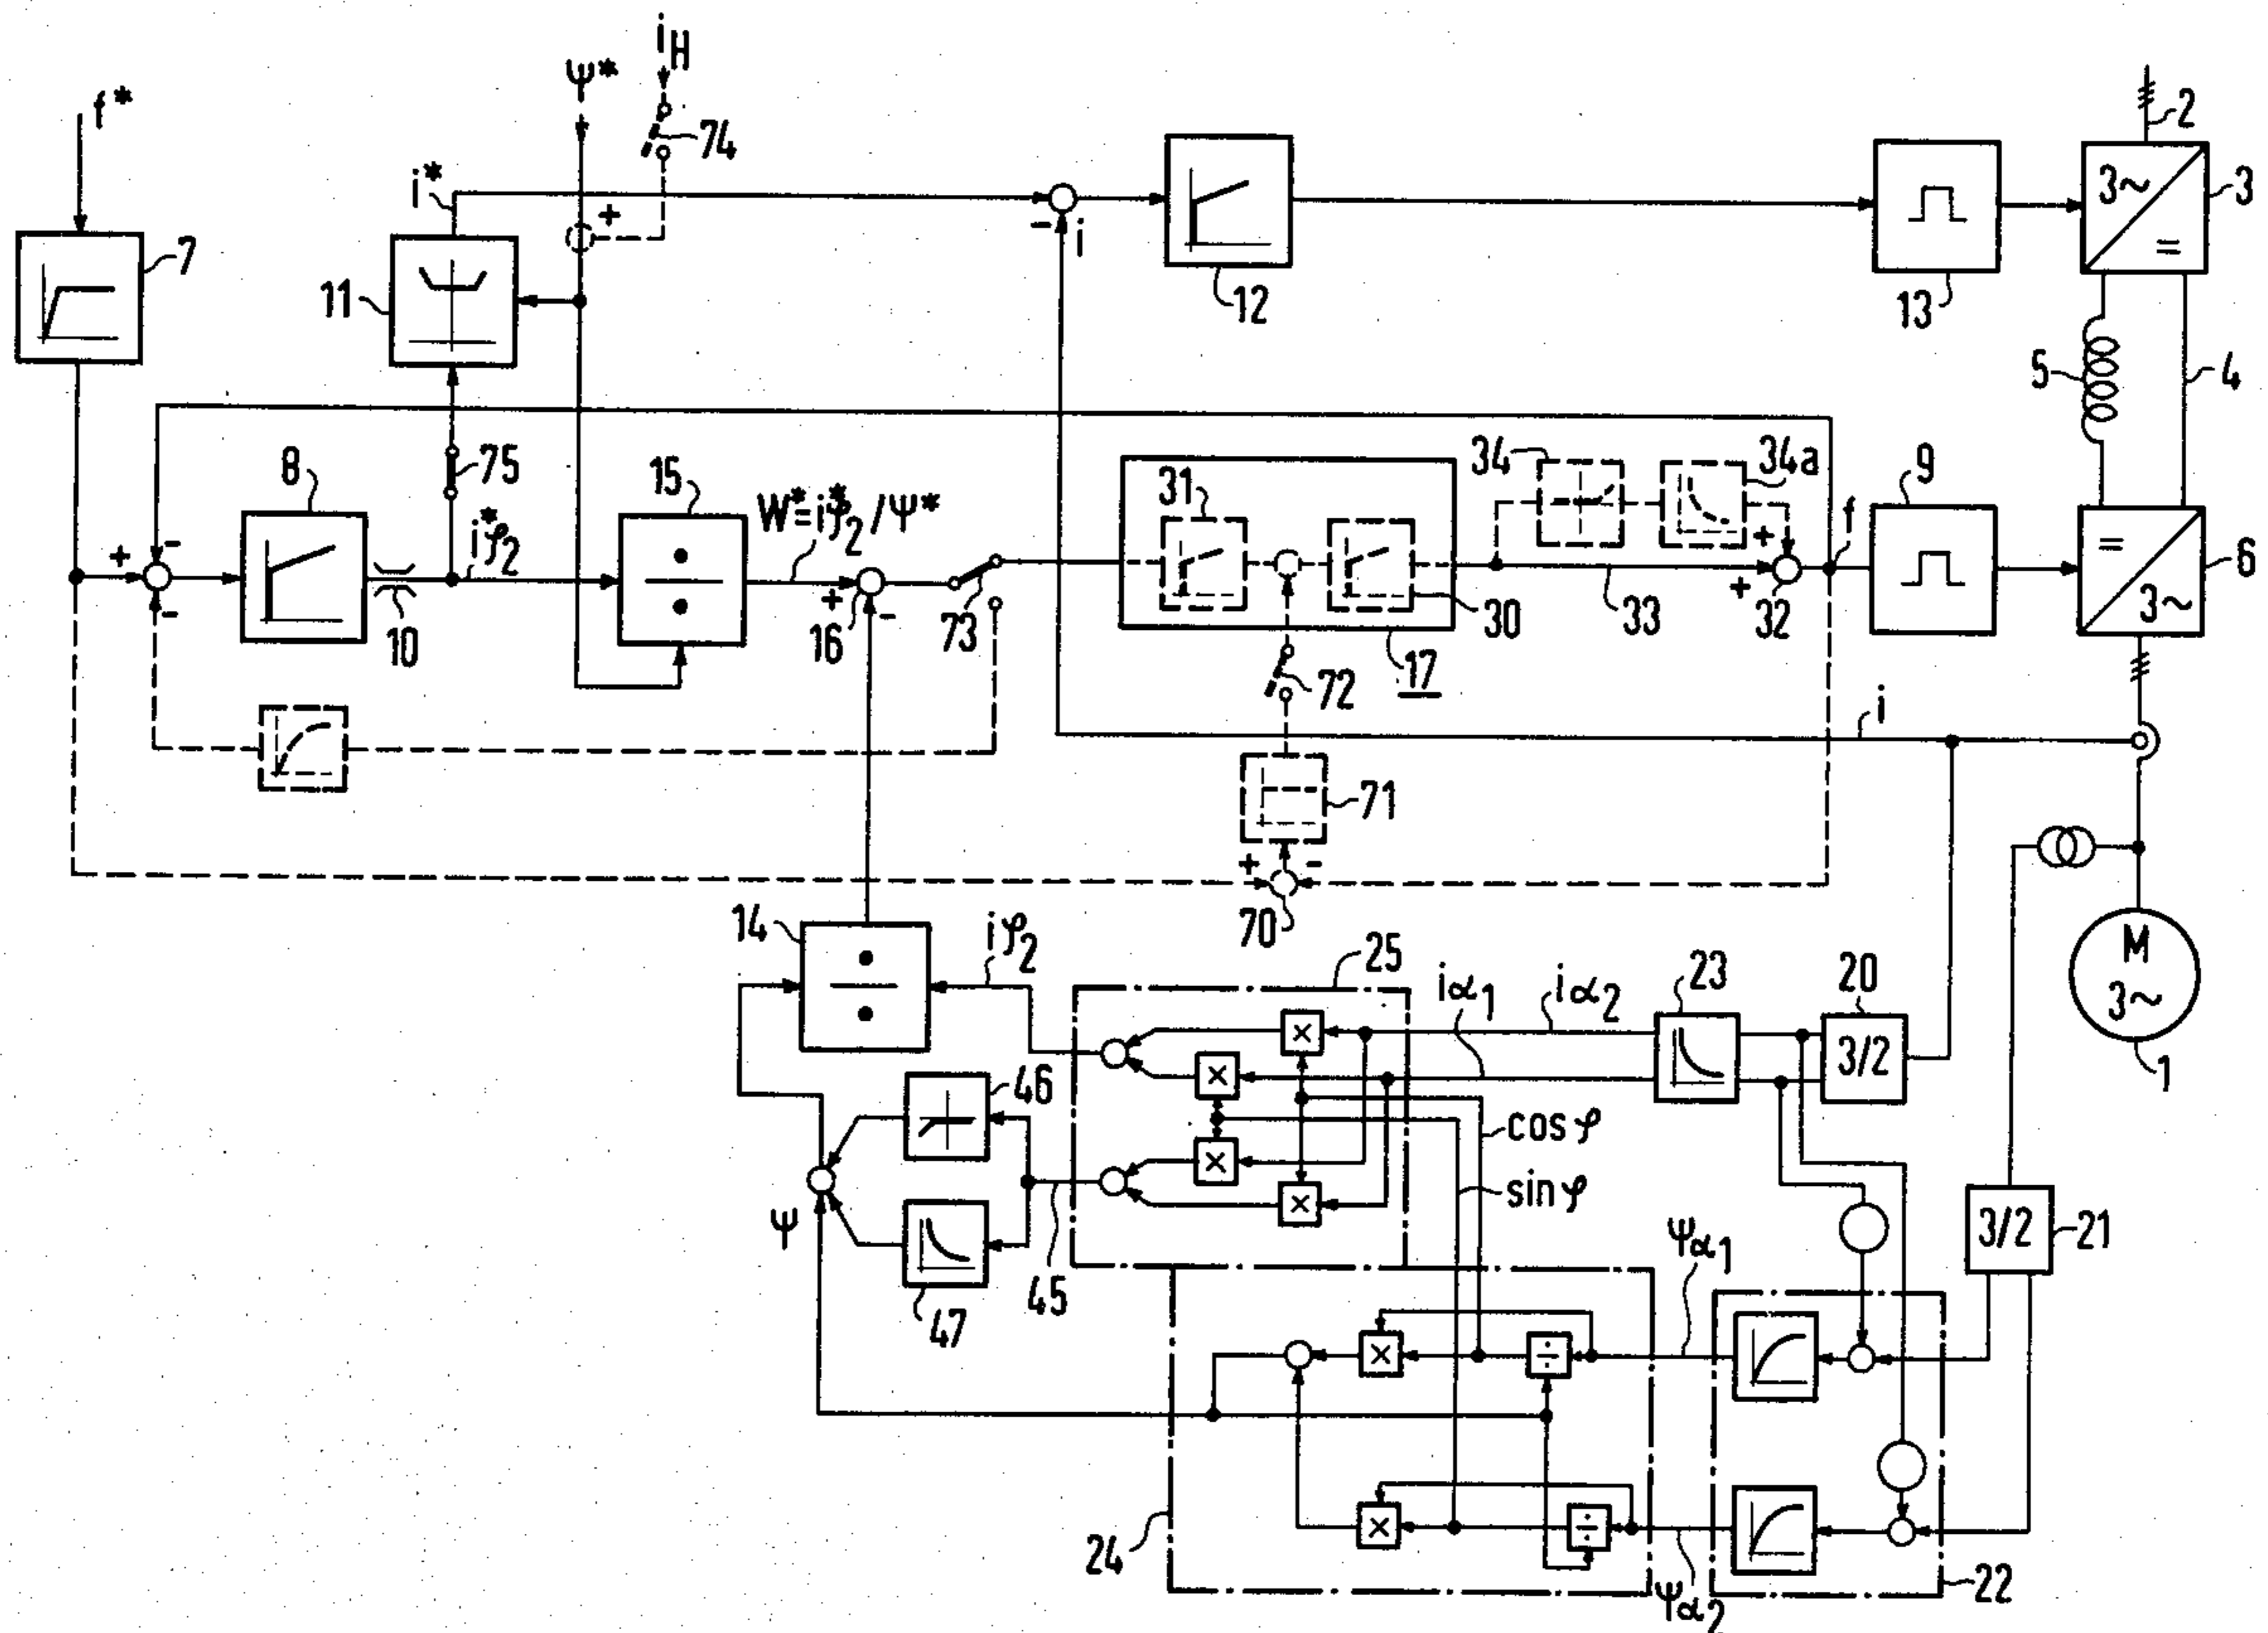 i_H
ψ*
f*
74
2
i*
+
3~
3
=
7
- i
11
12
13
5
4
34
34a
9
8
75
15
31
W*=i*φ₂/ψ*
f
+ -
i*φ₂
+
=
6
3~
-
10
+
16
-
73
30
33
+
32
17
72
i
71
+ -
70
14
iφ₂
25
M
3~
iα₁
iα₂
23
20
3/2
1
46
cos φ
sin φ
ψ
ψα₁
3/2
21
45
47
24
22
ψα₂